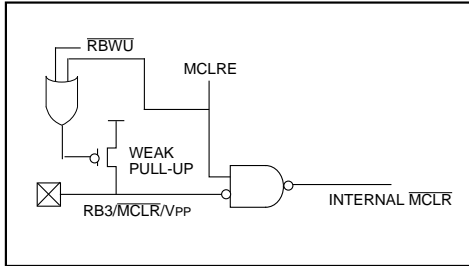 RBWU
MCLRE
WEAK
PULL-UP
RB3/MCLR/VPP
INTERNAL MCLR